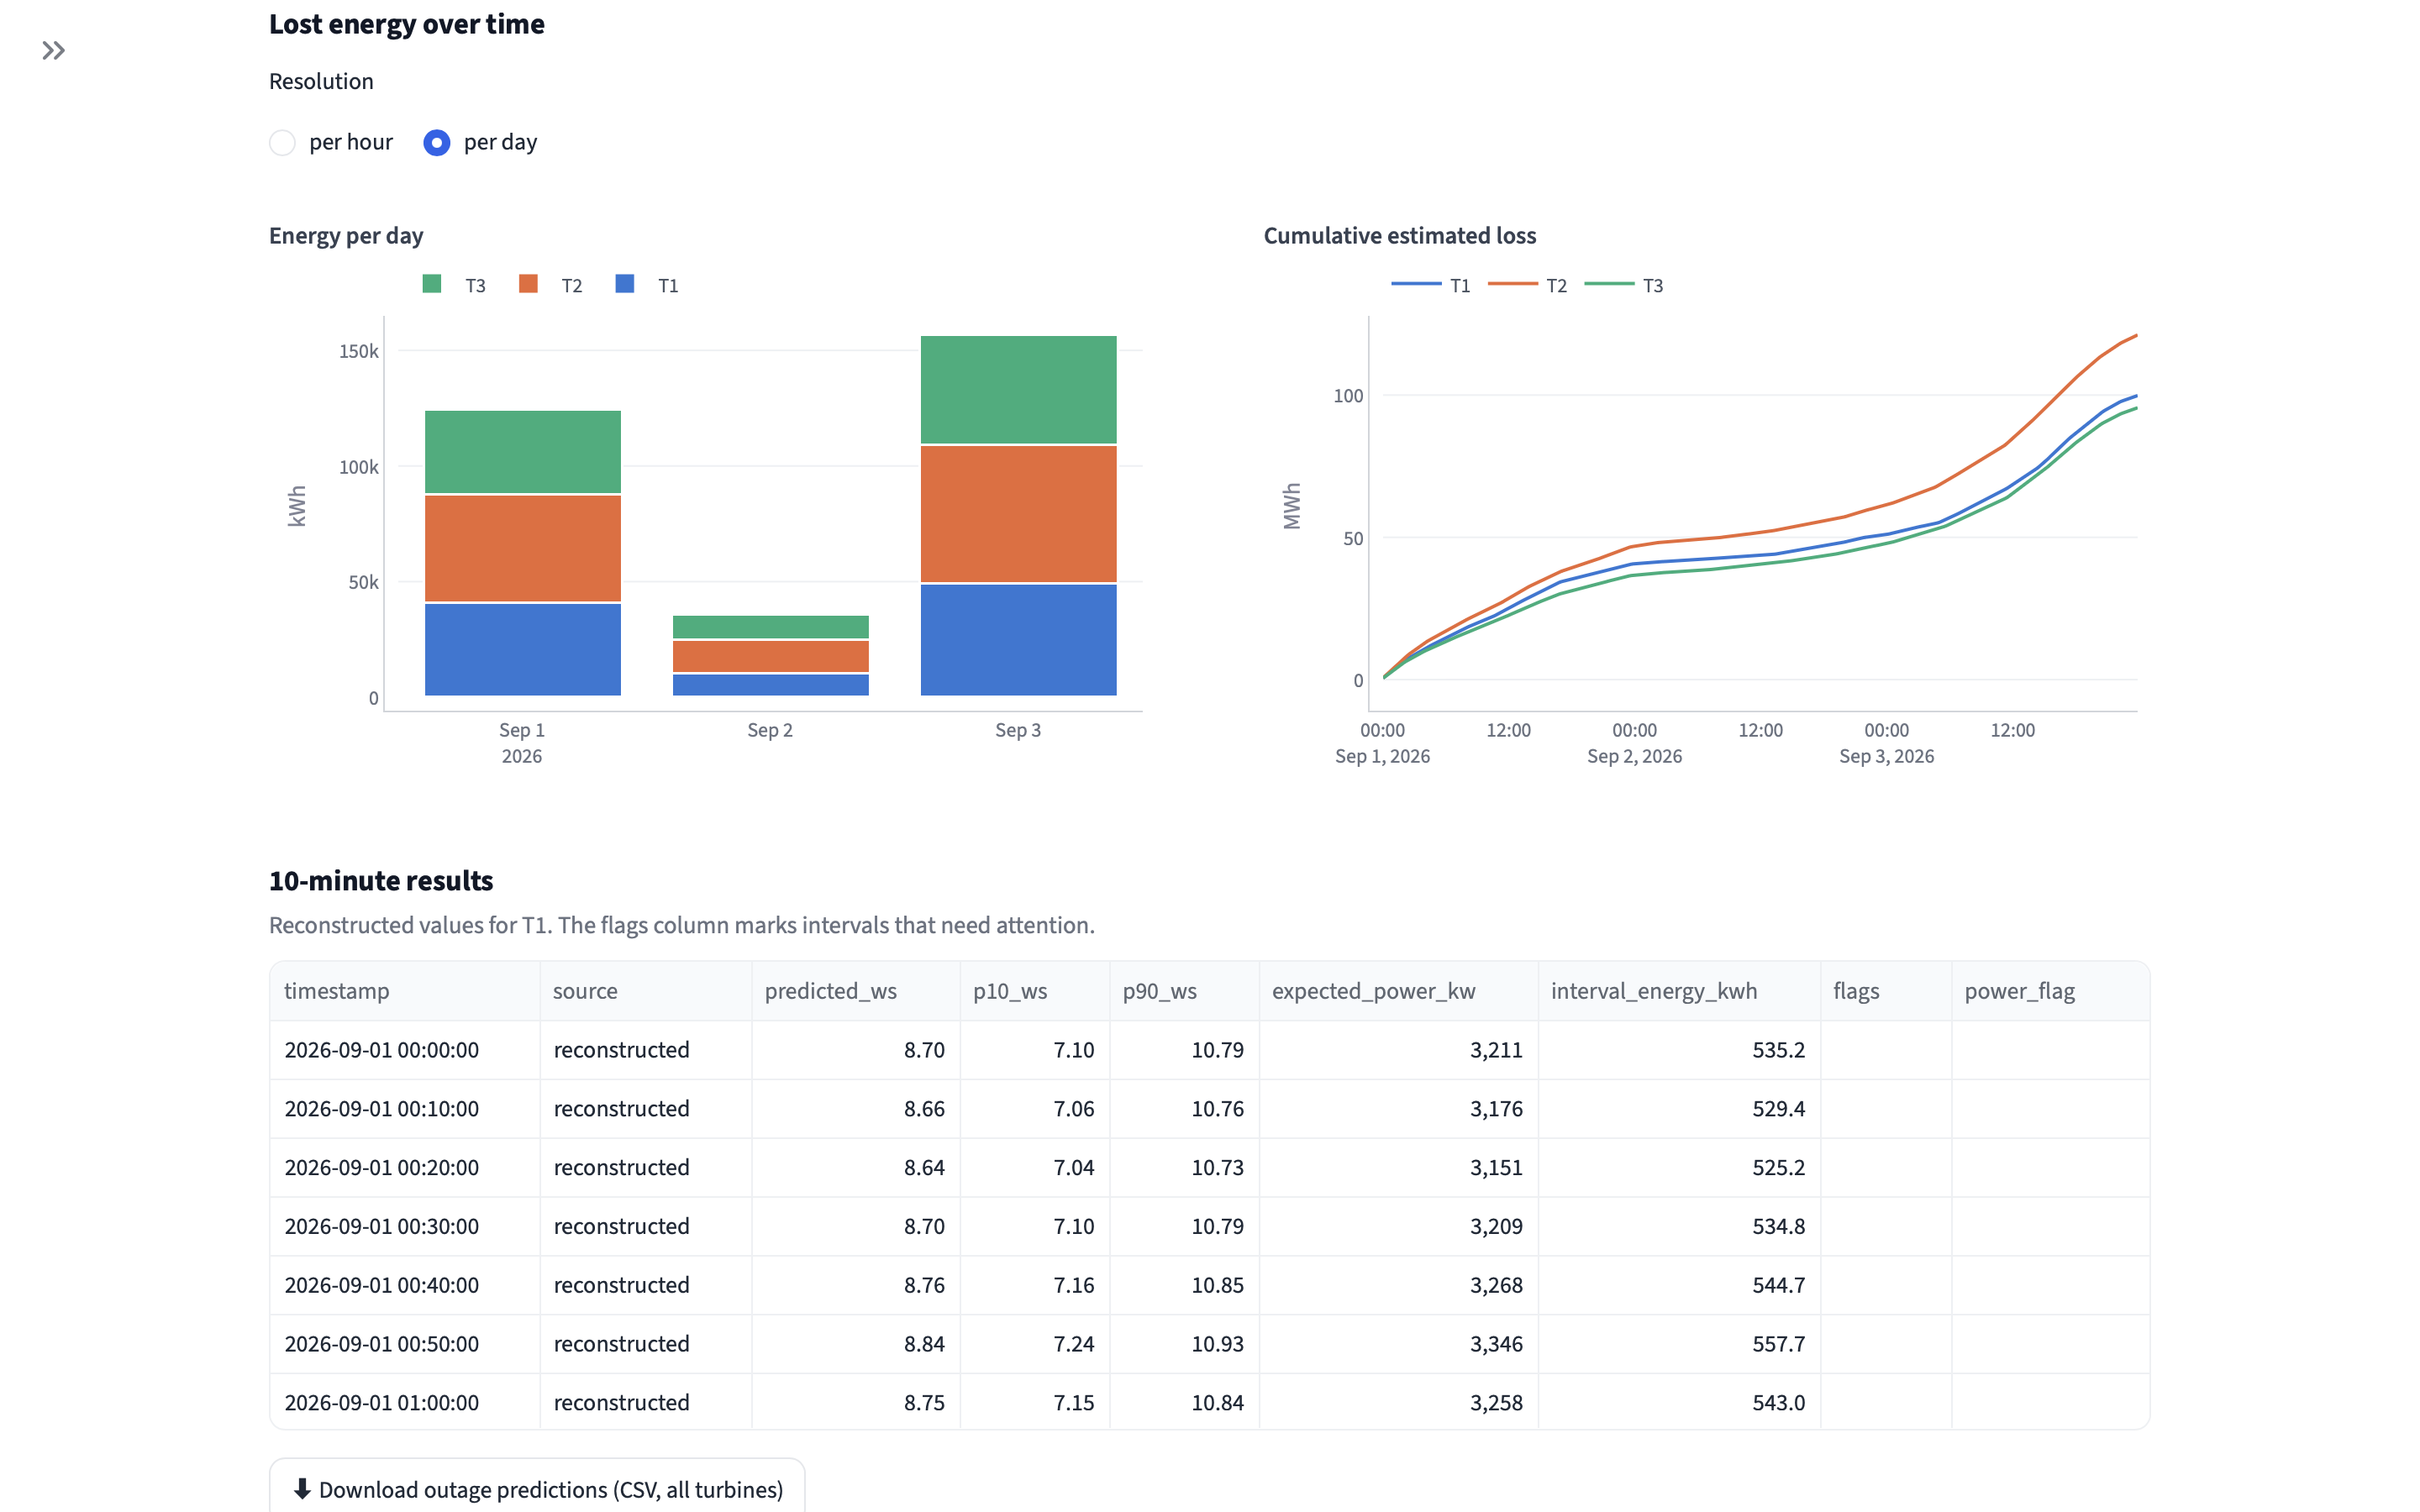 Lost energy over time
Resolution
per hour per day
Energy per day
T3 T2 T1
150k
100k
50k
0
kWh
Sep 1 Sep 2 Sep 3
2026
Cumulative estimated loss
T1 T2 T3
100
50
0
MWh
00:00 12:00 00:00 12:00 00:00 12:00
Sep 1, 2026 Sep 2, 2026 Sep 3, 2026
10-minute results
Reconstructed values for T1. The flags column marks intervals that need attention.
timestamp source predicted_ws p10_ws p90_ws expected_power_kw interval_energy_kwh flags power_flag
2026-09-01 00:00:00 reconstructed 8.70 7.10 10.79 3,211 535.2
2026-09-01 00:10:00 reconstructed 8.66 7.06 10.76 3,176 529.4
2026-09-01 00:20:00 reconstructed 8.64 7.04 10.73 3,151 525.2
2026-09-01 00:30:00 reconstructed 8.70 7.10 10.79 3,209 534.8
2026-09-01 00:40:00 reconstructed 8.76 7.16 10.85 3,268 544.7
2026-09-01 00:50:00 reconstructed 8.84 7.24 10.93 3,346 557.7
2026-09-01 01:00:00 reconstructed 8.75 7.15 10.84 3,258 543.0
Download outage predictions (CSV, all turbines)